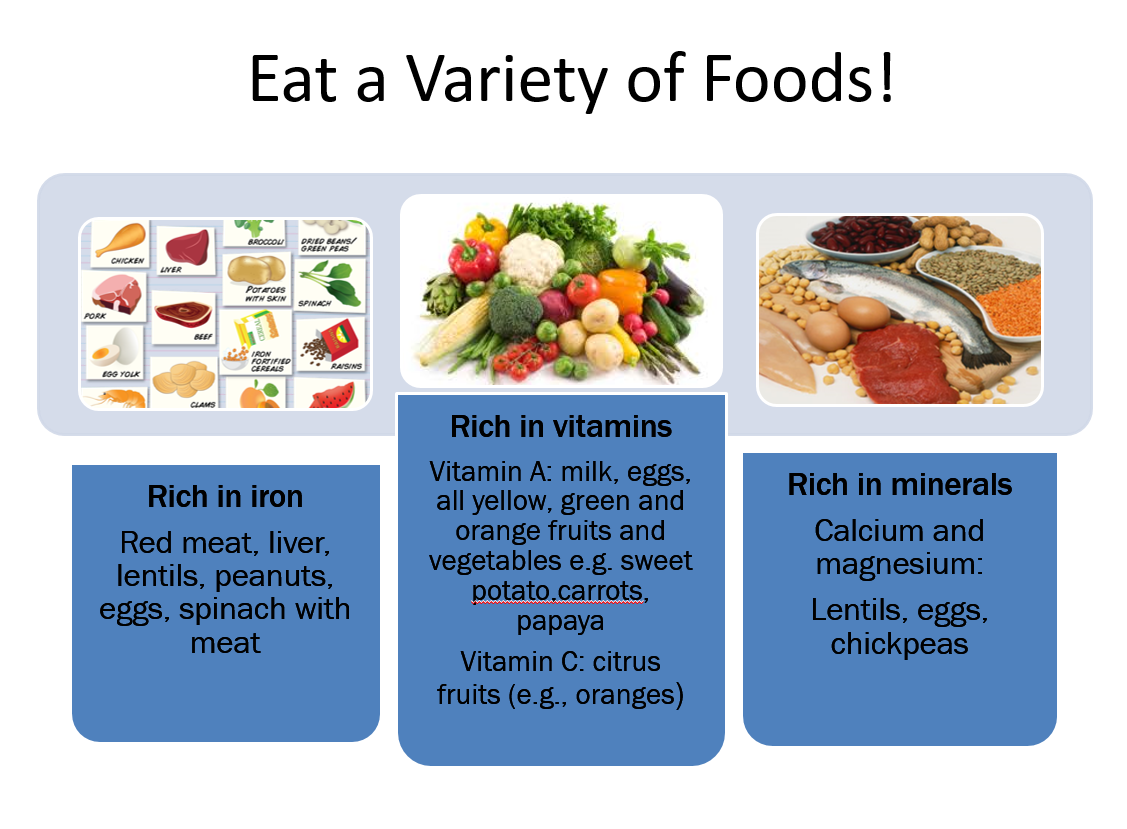 Eat a Variety of Foods!
CHICKEN
LIVER
BROCCOLI
DRIED BEANS/
GREEN PEAS
PORK
BEEF
POTATOES
WITH SKIN
SPINACH
EGG YOLK
CLAMS
CEREAL
IRON
FORTIFIED
CEREALS
RAISINS
Rich in iron
Red meat, liver,
lentils, peanuts,
eggs, spinach with
meat
Rich in vitamins
Vitamin A: milk, eggs,
all yellow, green and
orange fruits and
vegetables e.g. sweet
potato.carrots,
papaya
Vitamin C: citrus
fruits (e.g., oranges)
Rich in minerals
Calcium and
magnesium:
Lentils, eggs,
chickpeas